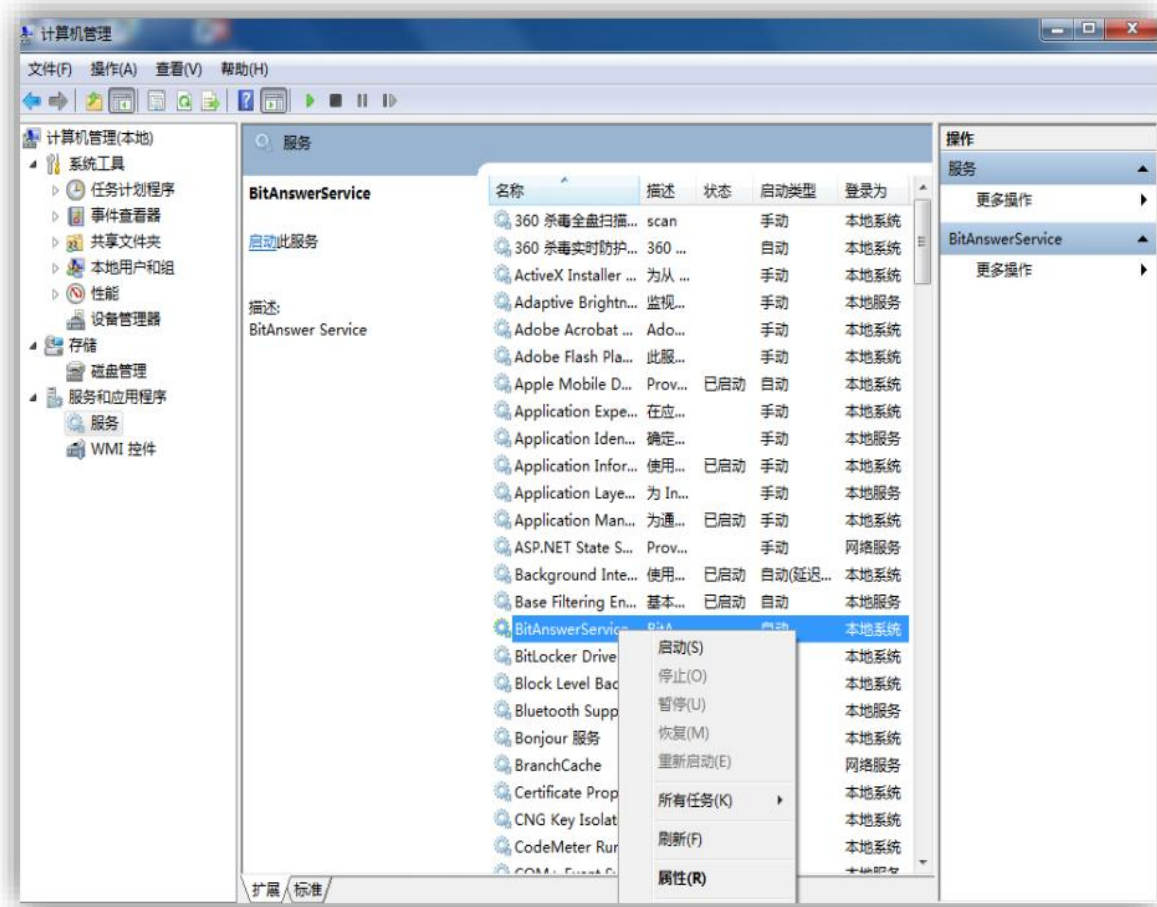 计算机管理
文件(F) 操作(A) 查看(V) 帮助(H)
计算机管理(本地)
系统工具
任务计划程序
事件查看器
共享文件夹
本地用户和组
性能
设备管理器
存储
磁盘管理
服务和应用程序
服务
WMI 控件
服务
BitAnswerService
启动此服务
描述:
BitAnswer Service
名称 描述 状态 启动类型 登录为
360 杀毒全盘扫描... scan 手动 本地系统
360 杀毒实时防护... 360 ... 自动 本地系统
ActiveX Installer ... 为从 ... 手动 本地系统
Adaptive Brightn... 监视... 手动 本地服务
Adobe Acrobat ... Ado... 手动 本地系统
Adobe Flash Pla... 此服... 手动 本地系统
Apple Mobile D... Prov... 已启动 自动 本地系统
Application Expe... 在应... 手动 本地系统
Application Iden... 确定... 手动 本地服务
Application Infor... 使用... 已启动 手动 本地系统
Application Laye... 为 In... 手动 本地服务
Application Man... 为通... 已启动 手动 本地系统
ASP.NET State S... Prov... 手动 网络服务
Background Inte... 使用... 已启动 自动(延迟... 本地系统
Base Filtering En... 基本... 已启动 自动 本地服务
BitAnswerService 自动 本地系统
BitLocker Drive 本地系统
Block Level Bac 本地系统
Bluetooth Supp 本地服务
Bonjour 服务 本地系统
BranchCache 网络服务
Certificate Prop 本地系统
CNG Key Isolat 本地系统
CodeMeter Rur 本地系统
启动(S)
停止(O)
暂停(U)
恢复(M)
重新启动(E)
所有任务(K)
刷新(F)
属性(R)
扩展 标准
操作
服务
更多操作
BitAnswerService
更多操作